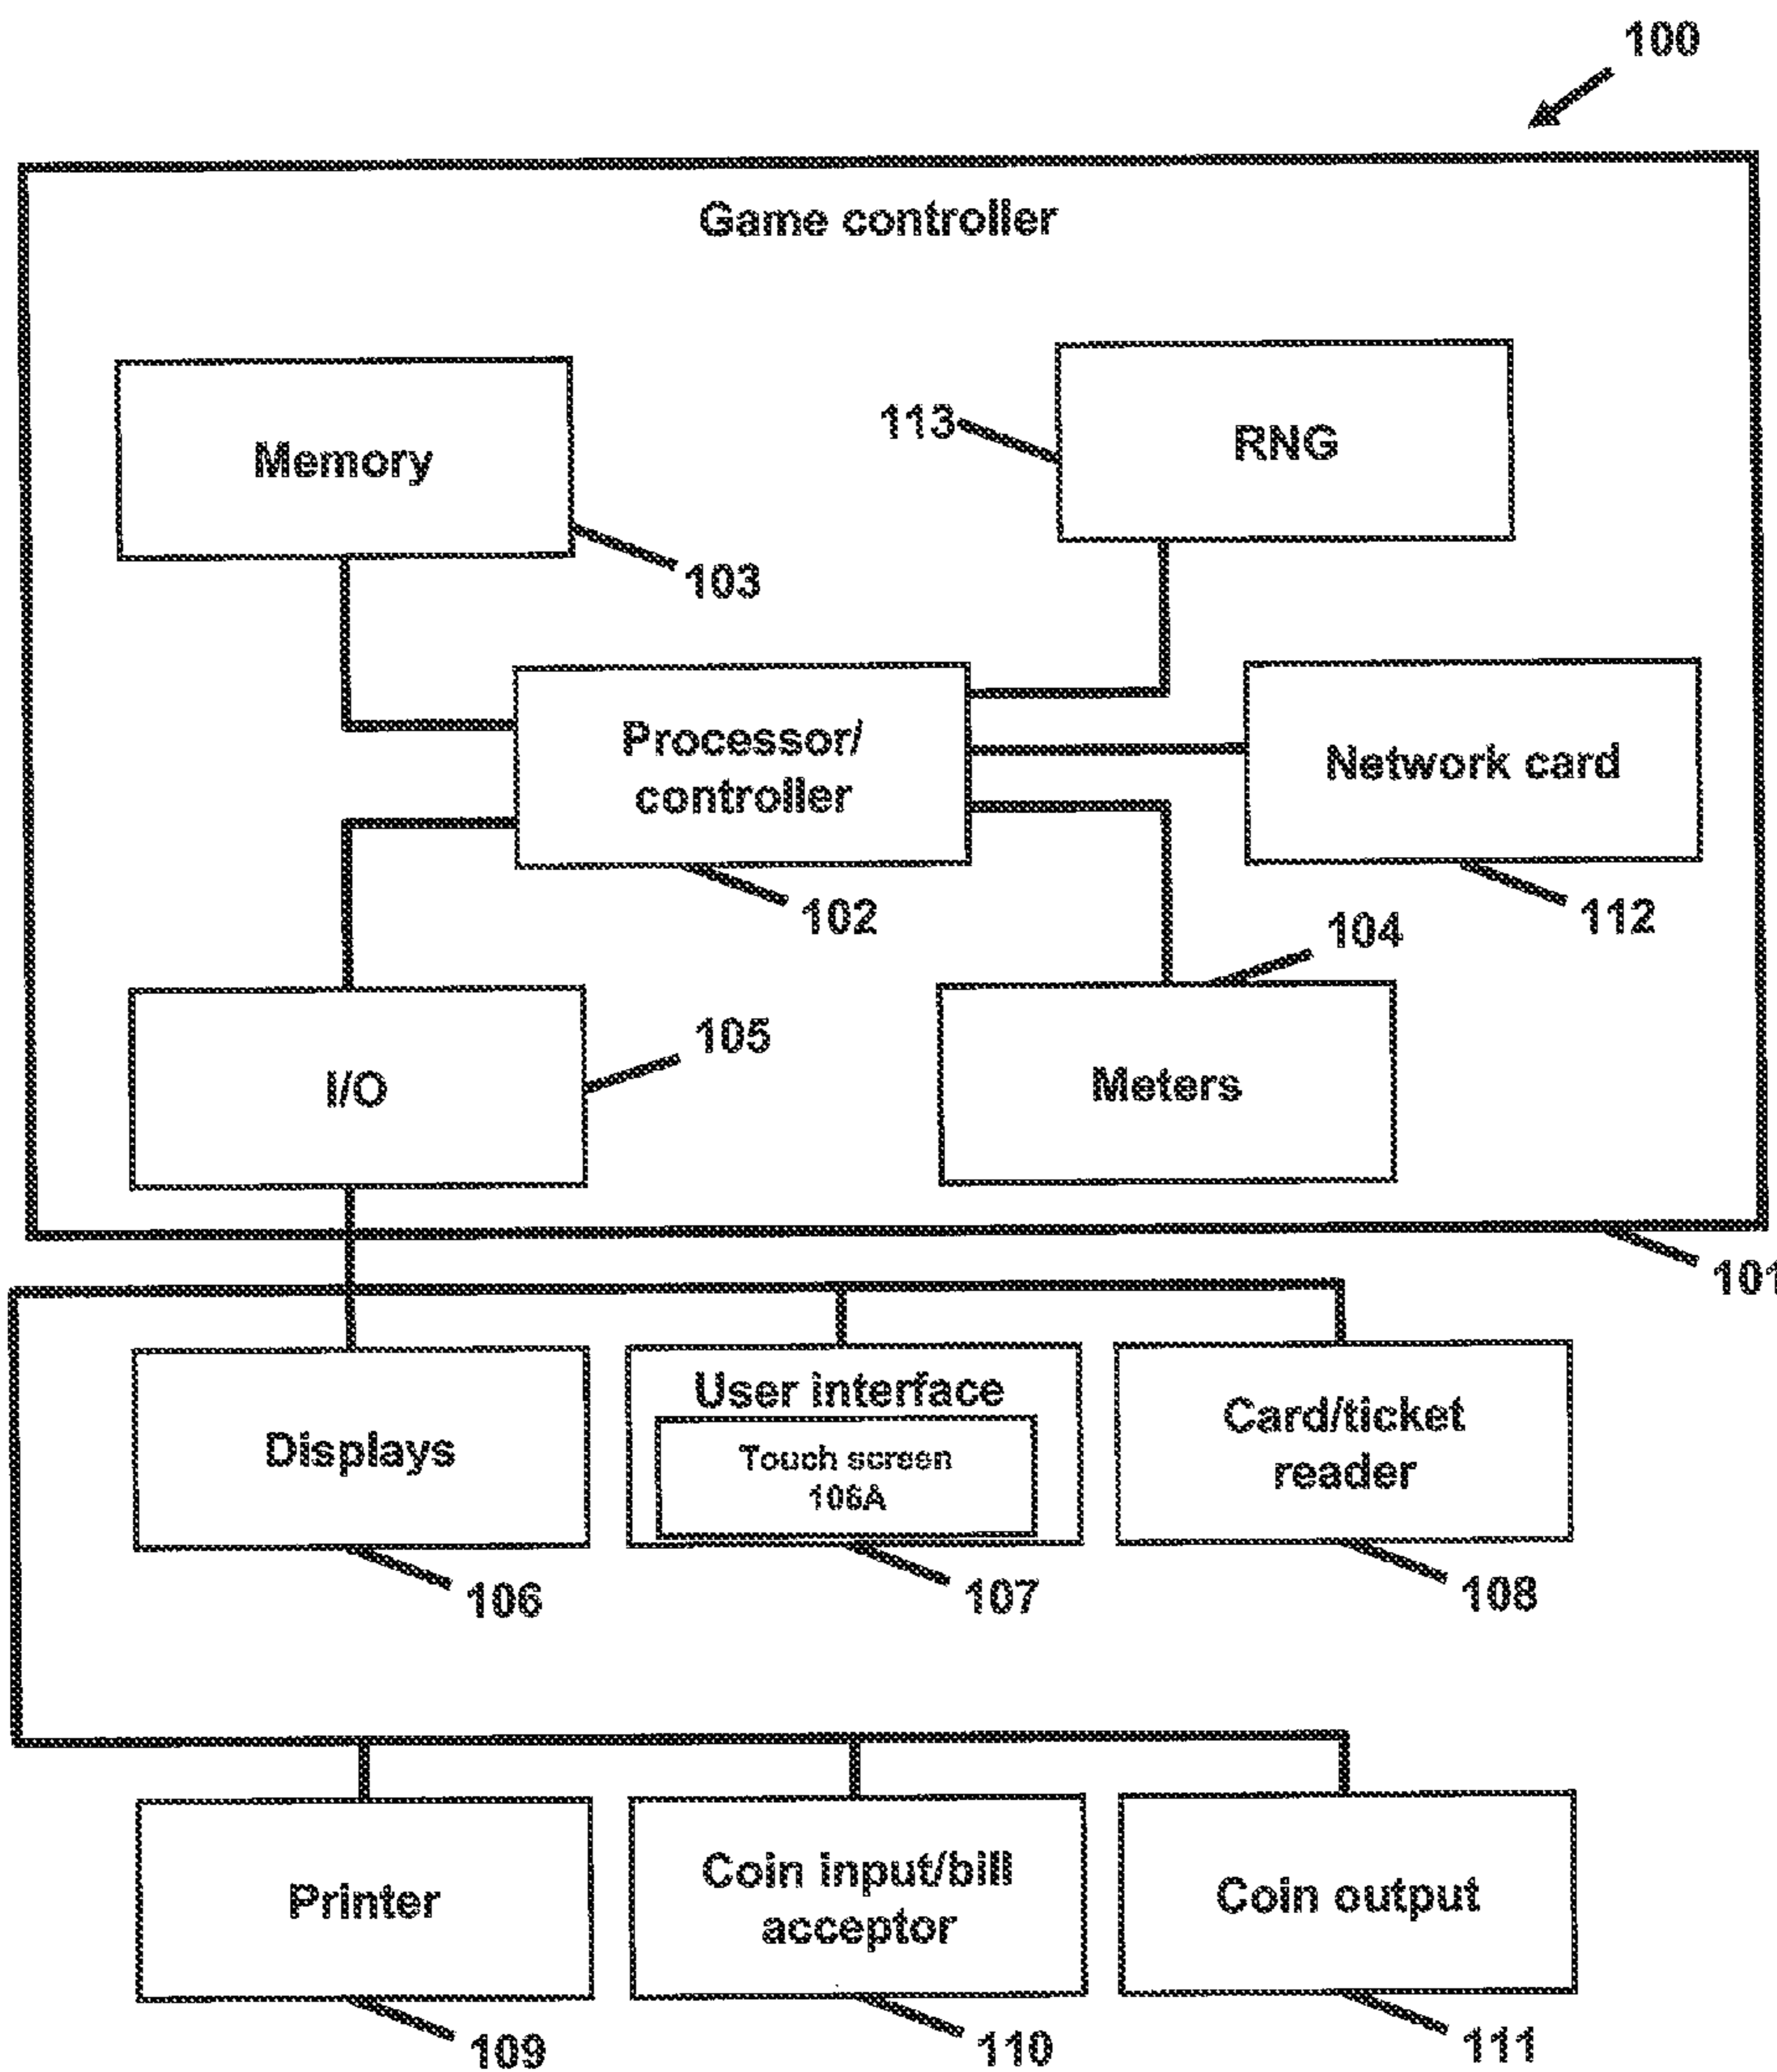 100
Game controller
Memory
113
RNG
103
Processor/
controller
Network card
102
112
104
105
I/O
Meters
101
User interface
Displays
Touch screen
106A
Card/ticket
reader
106
107
108
Printer
Coin input/bill
acceptor
Coin output
109
110
111